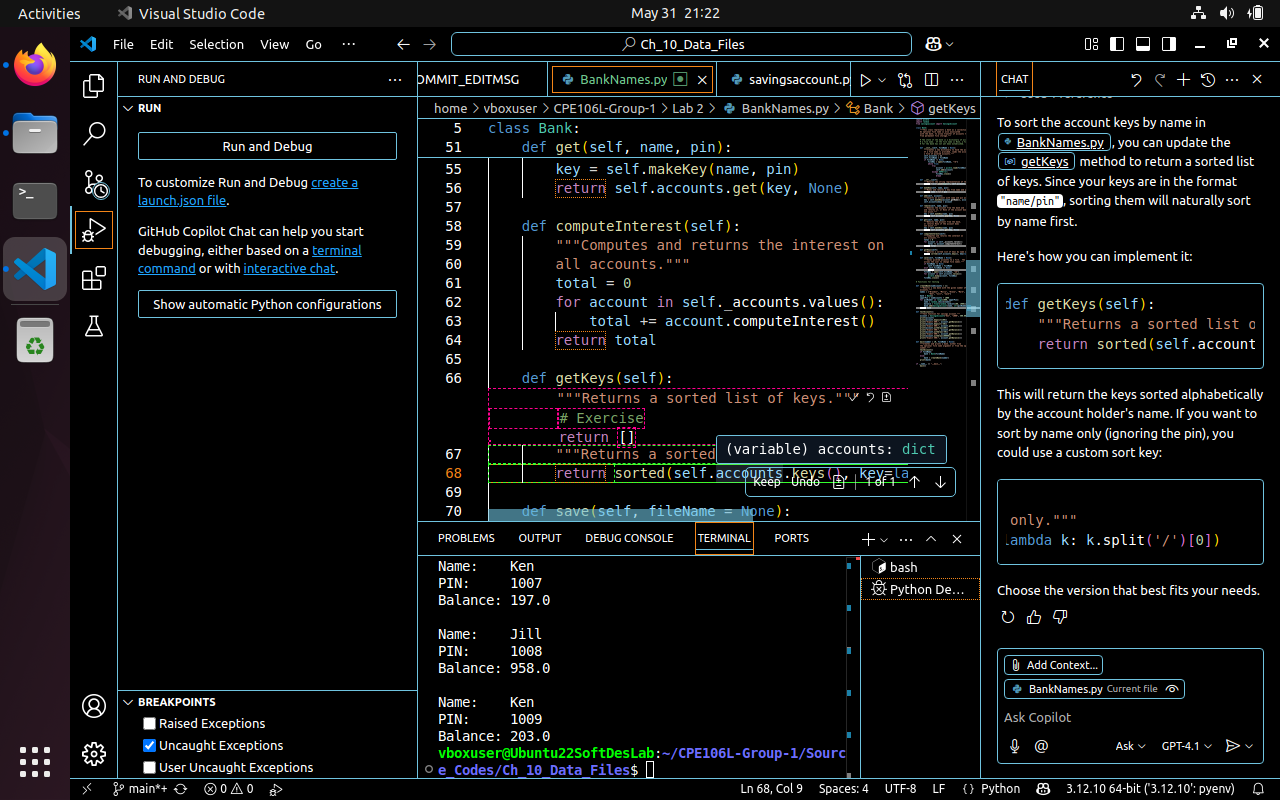 Activities
Visual Studio Code
May 31 21:22
File Edit Selection View Go ···
Ch_10_Data_Files
RUN AND DEBUG
RUN
Run and Debug
To customize Run and Debug create a
launch.json file.
GitHub Copilot Chat can help you start
debugging, either based on a terminal
command or with interactive chat.
Show automatic Python configurations
BREAKPOINTS
Raised Exceptions
Uncaught Exceptions
User Uncaught Exceptions
OMMIT_EDITMSG
BankNames.py
savingsaccount.p
home > vboxuser > CPE106L-Group-1 > Lab 2 > BankNames.py > Bank > getKeys
5 class Bank:
51 def get(self, name, pin):
55 key = self.makeKey(name, pin)
56 return self.accounts.get(key, None)
57
58 def computeInterest(self):
59 """Computes and returns the interest on
60 all accounts."""
61 total = 0
62 for account in self._accounts.values():
63 total += account.computeInterest()
64 return total
65
66 def getKeys(self):
"""Returns a sorted list of keys."""
# Exercise
return []
67 """Returns a sorted
(variable) accounts: dict
68 return sorted(self.accounts.keys(), key=la
Keep Undo 1 of 1
69
70 def save(self, fileName = None):
PROBLEMS OUTPUT DEBUG CONSOLE TERMINAL PORTS
Name: Ken
PIN: 1007
Balance: 197.0
Name: Jill
PIN: 1008
Balance: 958.0
Name: Ken
PIN: 1009
Balance: 203.0
vboxuser@Ubuntu22SoftDesLab:~/CPE106L-Group-1/Sourc
e_Codes/Ch_10_Data_Files$
bash
Python De...
CHAT
To sort the account keys by name in
BankNames.py , you can update the
getKeys method to return a sorted list
of keys. Since your keys are in the format
"name/pin" , sorting them will naturally sort
by name first.
Here's how you can implement it:
def getKeys(self):
"""Returns a sorted list o
return sorted(self.account
This will return the keys sorted alphabetically
by the account holder's name. If you want to
sort by name only (ignoring the pin), you
could use a custom sort key:
only."""
lambda k: k.split('/')[0])
Choose the version that best fits your needs.
Add Context...
BankNames.py Current file
Ask Copilot
@ Ask GPT-4.1
main*+ 0 0
Ln 68, Col 9 Spaces: 4 UTF-8 LF {} Python 3.12.10 64-bit ('3.12.10': pyenv)